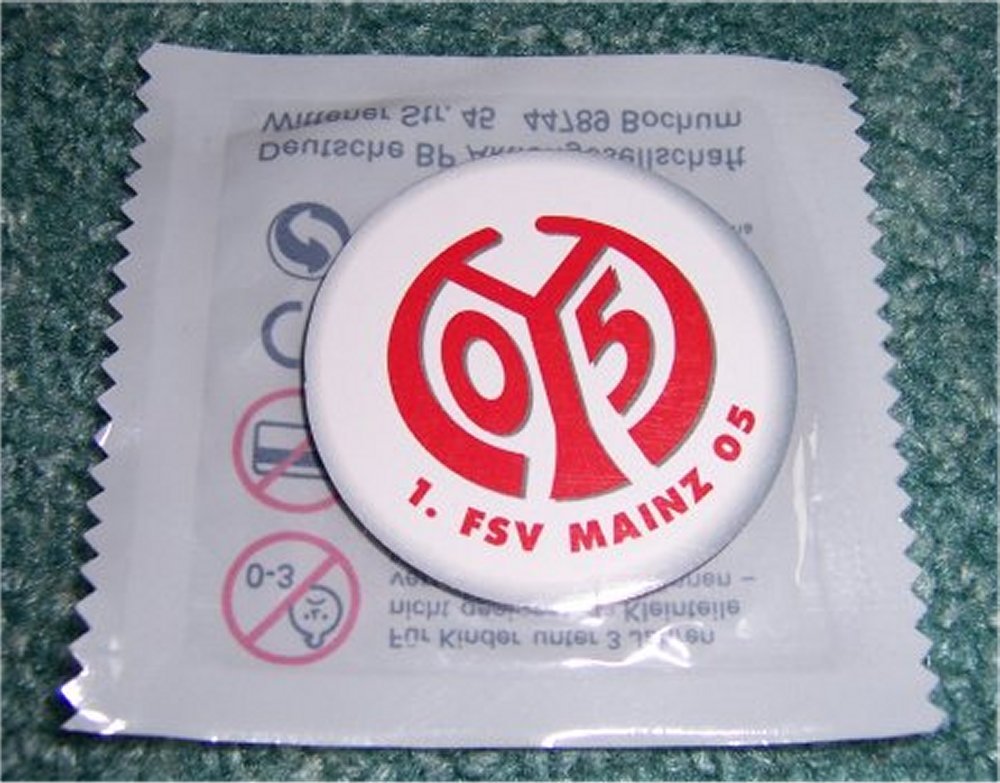 05
1. FSV MAINZ 05
0-3
Für Kinder unter 3 Jahren
nicht Kleinteile
Deutsche BP Aktiengesellschaft
Wittener Str. 45 44789 Bochum